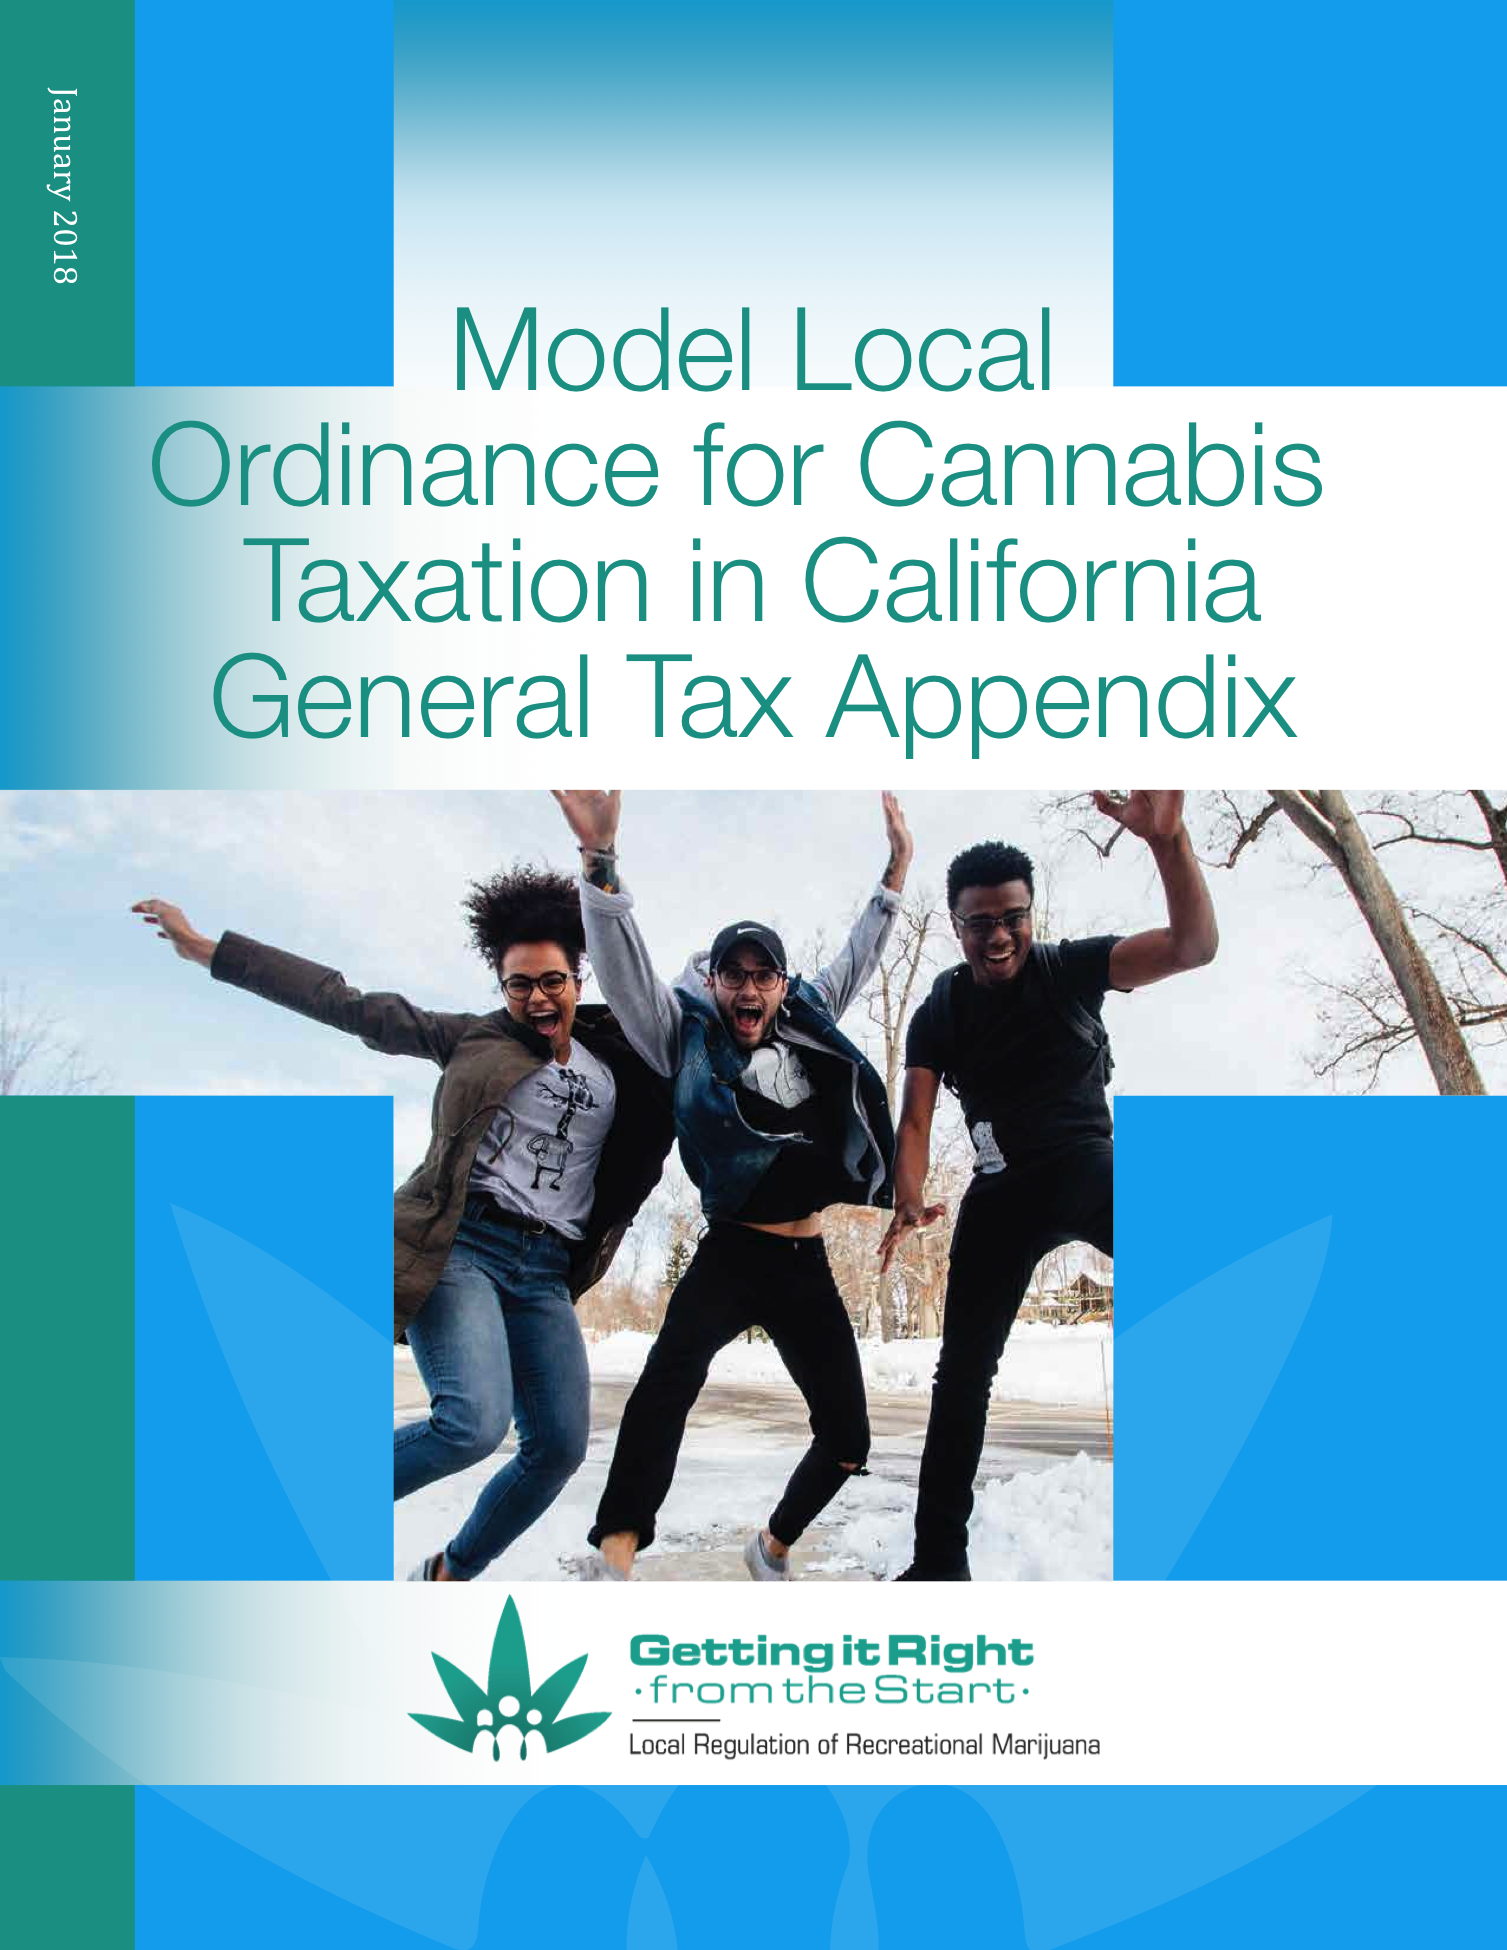 January 2018
Model Local
Ordinance for Cannabis
Taxation in California
General Tax Appendix
Getting it Right
·from the Start·
Local Regulation of Recreational Marijuana